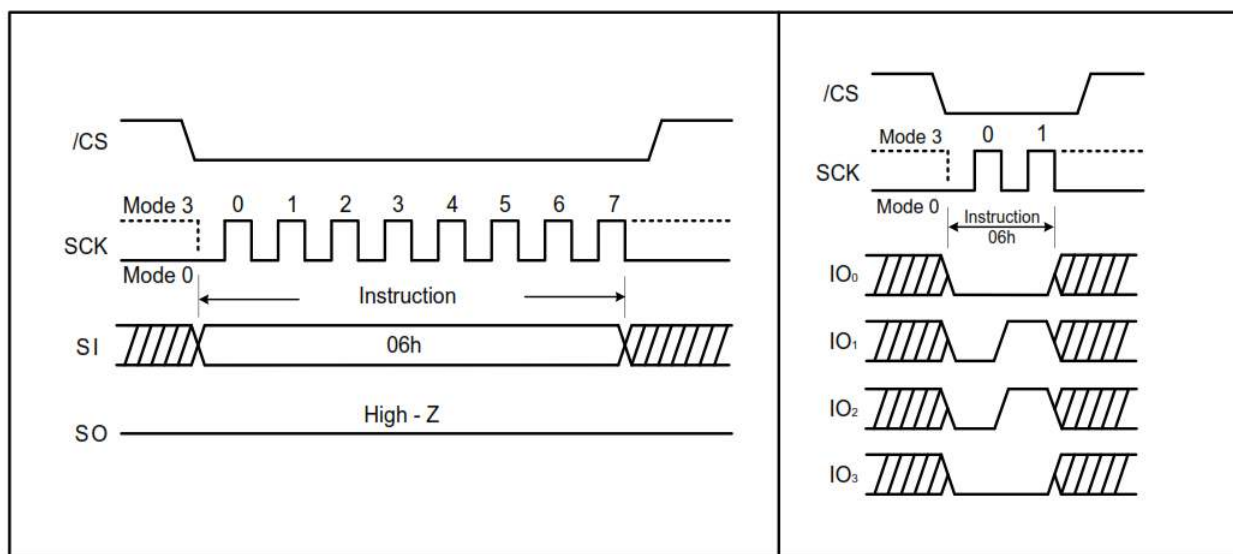 /CS
Mode 3 0 1 2 3 4 5 6 7
SCK
Mode 0
Instruction
SI 06h
High - Z
SO
/CS
Mode 3 0 1
SCK
Mode 0
Instruction
06h
IO₀
IO₁
IO₂
IO₃